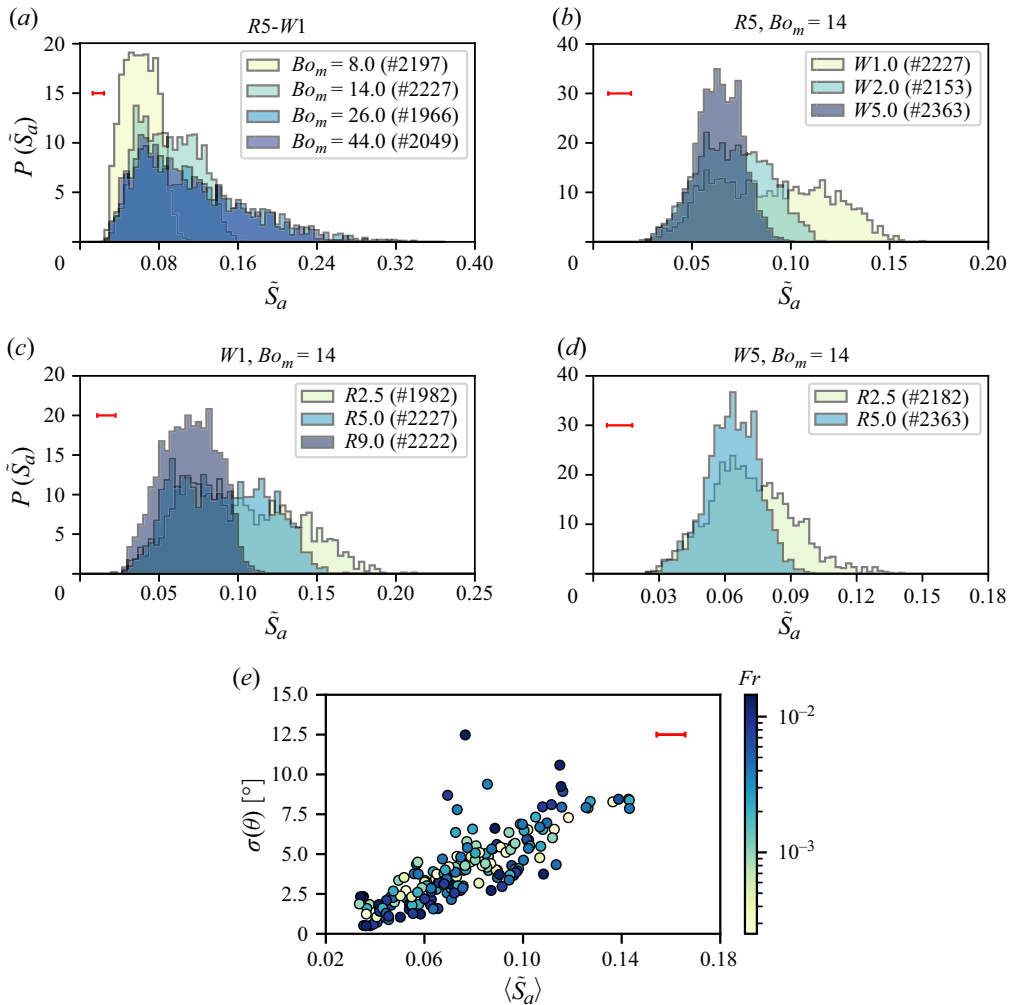 (a)
R5-W1
20
15
10
5
0
0.08
0.16
0.24
0.32
0.40
P (S̃a)
S̃a
Bom = 8.0 (#2197)
Bom = 14.0 (#2227)
Bom = 26.0 (#1966)
Bom = 44.0 (#2049)
(b)
R5, Bom = 14
40
30
20
10
0
0.05
0.10
0.15
0.20
S̃a
W1.0 (#2227)
W2.0 (#2153)
W5.0 (#2363)
(c)
W1, Bom = 14
20
15
10
5
0
0.05
0.10
0.15
0.20
0.25
P (S̃a)
S̃a
R2.5 (#1982)
R5.0 (#2227)
R9.0 (#2222)
(d)
W5, Bom = 14
40
30
20
10
0
0.03
0.06
0.09
0.12
0.15
0.18
S̃a
R2.5 (#2182)
R5.0 (#2363)
(e)
15.0
12.5
10.0
7.5
5.0
2.5
0
0.02
0.06
0.10
0.14
0.18
σ(θ) [°]
⟨S̃a⟩
Fr
10−2
10−3